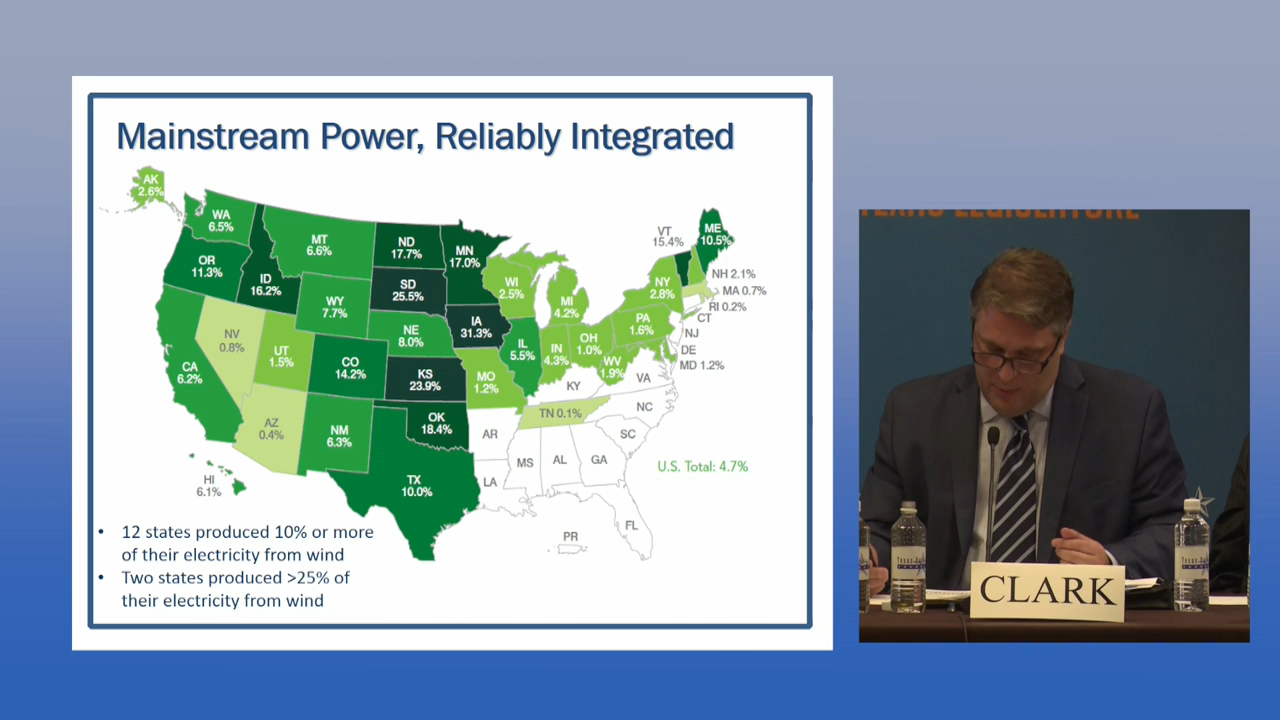 Mainstream Power, Reliably Integrated
AK
2.6%
WA
6.5%
MT
6.6%
ND
17.7%
MN
17.0%
VT
15.4%
ME
10.5%
OR
11.3%
ID
16.2%
SD
25.5%
WI
2.5%
NY
2.8%
NH 2.1%
MA 0.7%
RI 0.2%
CT
WY
7.7%
MI
4.2%
IA
31.3%
PA
1.6%
NJ
NV
0.8%
NE
8.0%
IL
5.5%
IN
4.3%
OH
1.0%
DE
MD 1.2%
UT
1.5%
CO
14.2%
WV
1.9%
CA
6.2%
KS
23.9%
MO
1.2%
KY
VA
AZ
0.4%
NM
6.3%
OK
18.4%
TN 0.1%
NC
AR
SC
MS
AL
GA
U.S. Total: 4.7%
HI
6.1%
TX
10.0%
LA
FL
PR
• 12 states produced 10% or more
of their electricity from wind
• Two states produced >25% of
their electricity from wind
TEXAS LEGISLATURE
CLARK